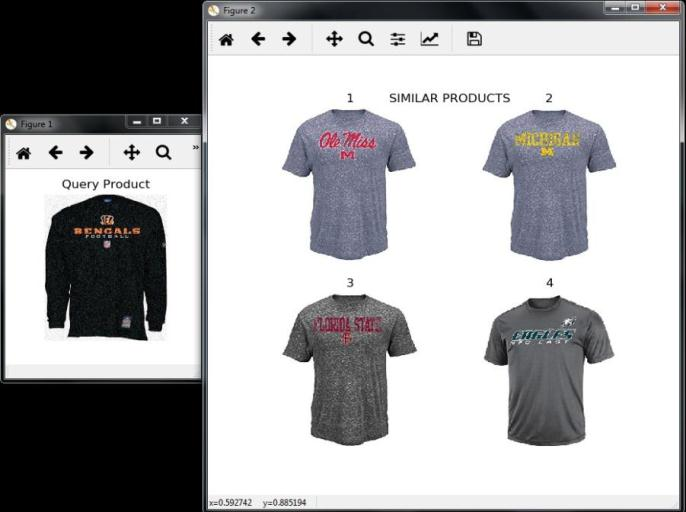 Figure 2
1 SIMILAR PRODUCTS 2
Ole Miss
M
MICHIGAN
M
Figure 1
»
Query Product
BENGALS
FOOTBALL
3 4
FLORIDA STATE
EAGLES
x=0.592742 y=0.885194